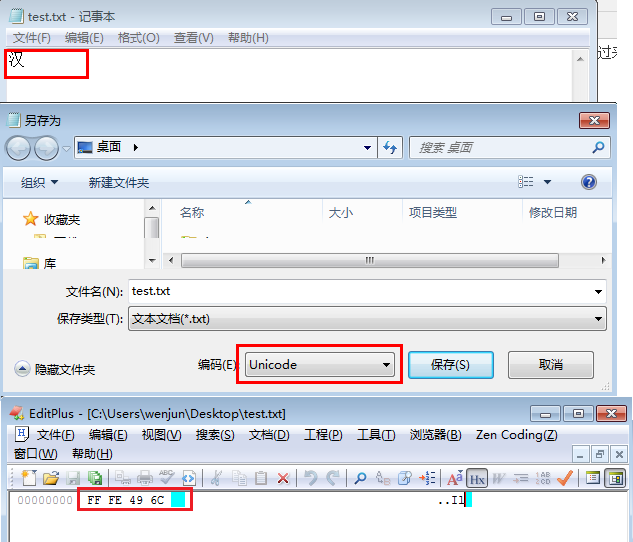 test.txt - 记事本
文件(F) 编辑(E) 格式(O) 查看(V) 帮助(H)
汉
过来
另存为
桌面
搜索 桌面
组织 新建文件夹
收藏夹
库
名称 大小 项目类型 修改日期
文件名(N): test.txt
保存类型(T): 文本文档(*.txt)
隐藏文件夹 编码(E) Unicode 保存(S) 取消
EditPlus - [C:\Users\wenjun\Desktop\test.txt]
文件(F) 编辑(E) 视图(V) 搜索(S) 文档(D) 工程(P) 工具(T) 浏览器(B) Zen Coding(Z)
窗口(W) 帮助(H)
00000000 FF FE 49 6C ..Il